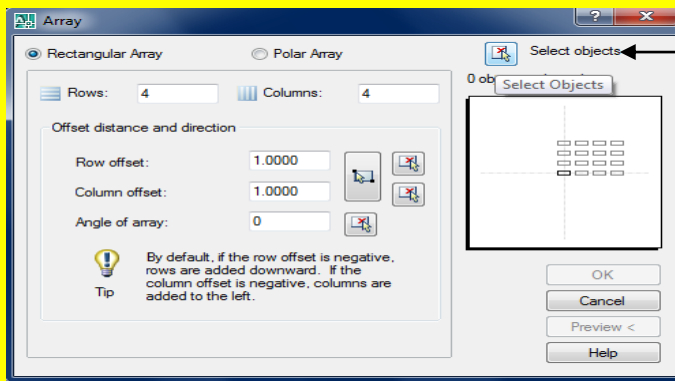 Array
Rectangular Array
Polar Array
Select objects
Select Objects
Rows:
4
Columns:
4
Offset distance and direction
Row offset:
1.0000
Column offset:
1.0000
Angle of array:
0
Tip
By default, if the row offset is negative,
rows are added downward. If the
column offset is negative, columns are
added to the left.
OK
Cancel
Preview <
Help